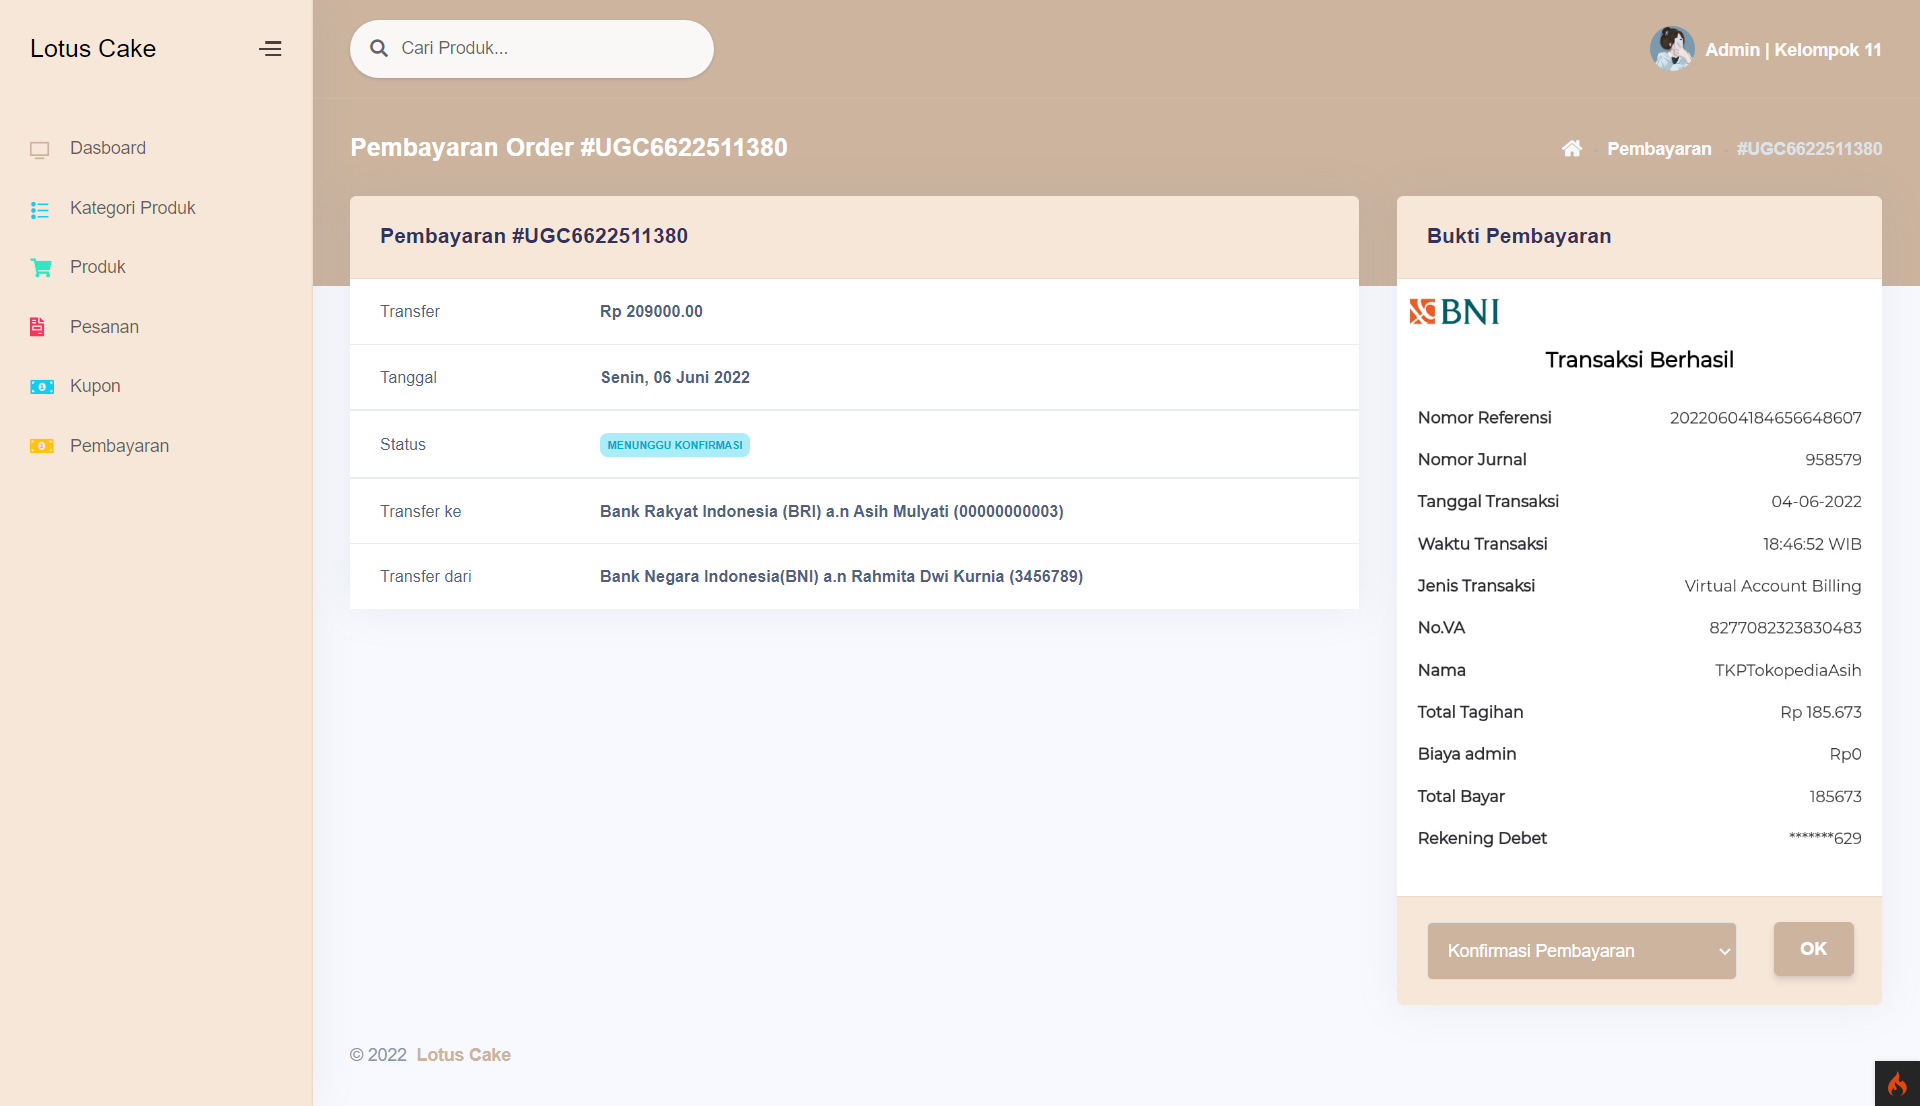 Lotus Cake
Cari Produk...
Admin | Kelompok 11
Dasboard
Kategori Produk
Produk
Pesanan
Kupon
Pembayaran
Pembayaran Order #UGC6622511380
Pembayaran - #UGC6622511380
Pembayaran #UGC6622511380
Transfer Rp 209000.00
Tanggal Senin, 06 Juni 2022
Status MENUNGGU KONFIRMASI
Transfer ke Bank Rakyat Indonesia (BRI) a.n Asih Mulyati (00000000003)
Transfer dari Bank Negara Indonesia(BNI) a.n Rahmita Dwi Kurnia (3456789)
Bukti Pembayaran
BNI
Transaksi Berhasil
Nomor Referensi 20220604184656648607
Nomor Jurnal 958579
Tanggal Transaksi 04-06-2022
Waktu Transaksi 18:46:52 WIB
Jenis Transaksi Virtual Account Billing
No.VA 8277082323830483
Nama TKPTokopediaAsih
Total Tagihan Rp 185.673
Biaya admin Rp0
Total Bayar 185673
Rekening Debet *******629
Konfirmasi Pembayaran
OK
© 2022 Lotus Cake